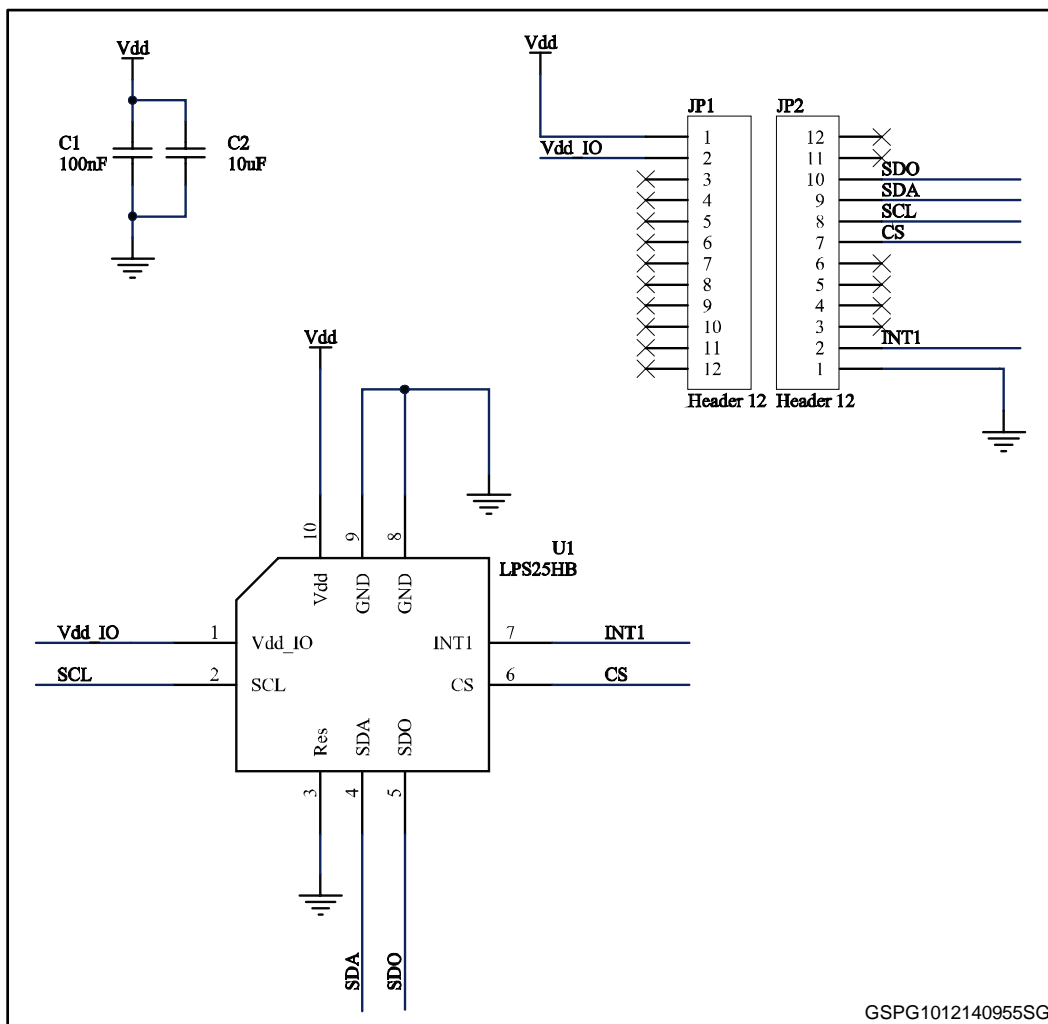 Vdd
C1
100nF
C2
10uF
Vdd
Vdd_IO
JP1
1
2
3
4
5
6
7
8
9
10
11
12
Header 12
JP2
12
11
10
9
8
7
6
5
4
3
2
1
Header 12
SDO
SDA
SCL
CS
INT1
Vdd
10
9
8
U1
LPS25HB
Vdd
GND
GND
Vdd_IO
1
Vdd_IO
INT1
7
INT1
SCL
2
SCL
CS
6
CS
Res
SDA
SDO
3
4
5
SDA
SDO
GSPG1012140955SG